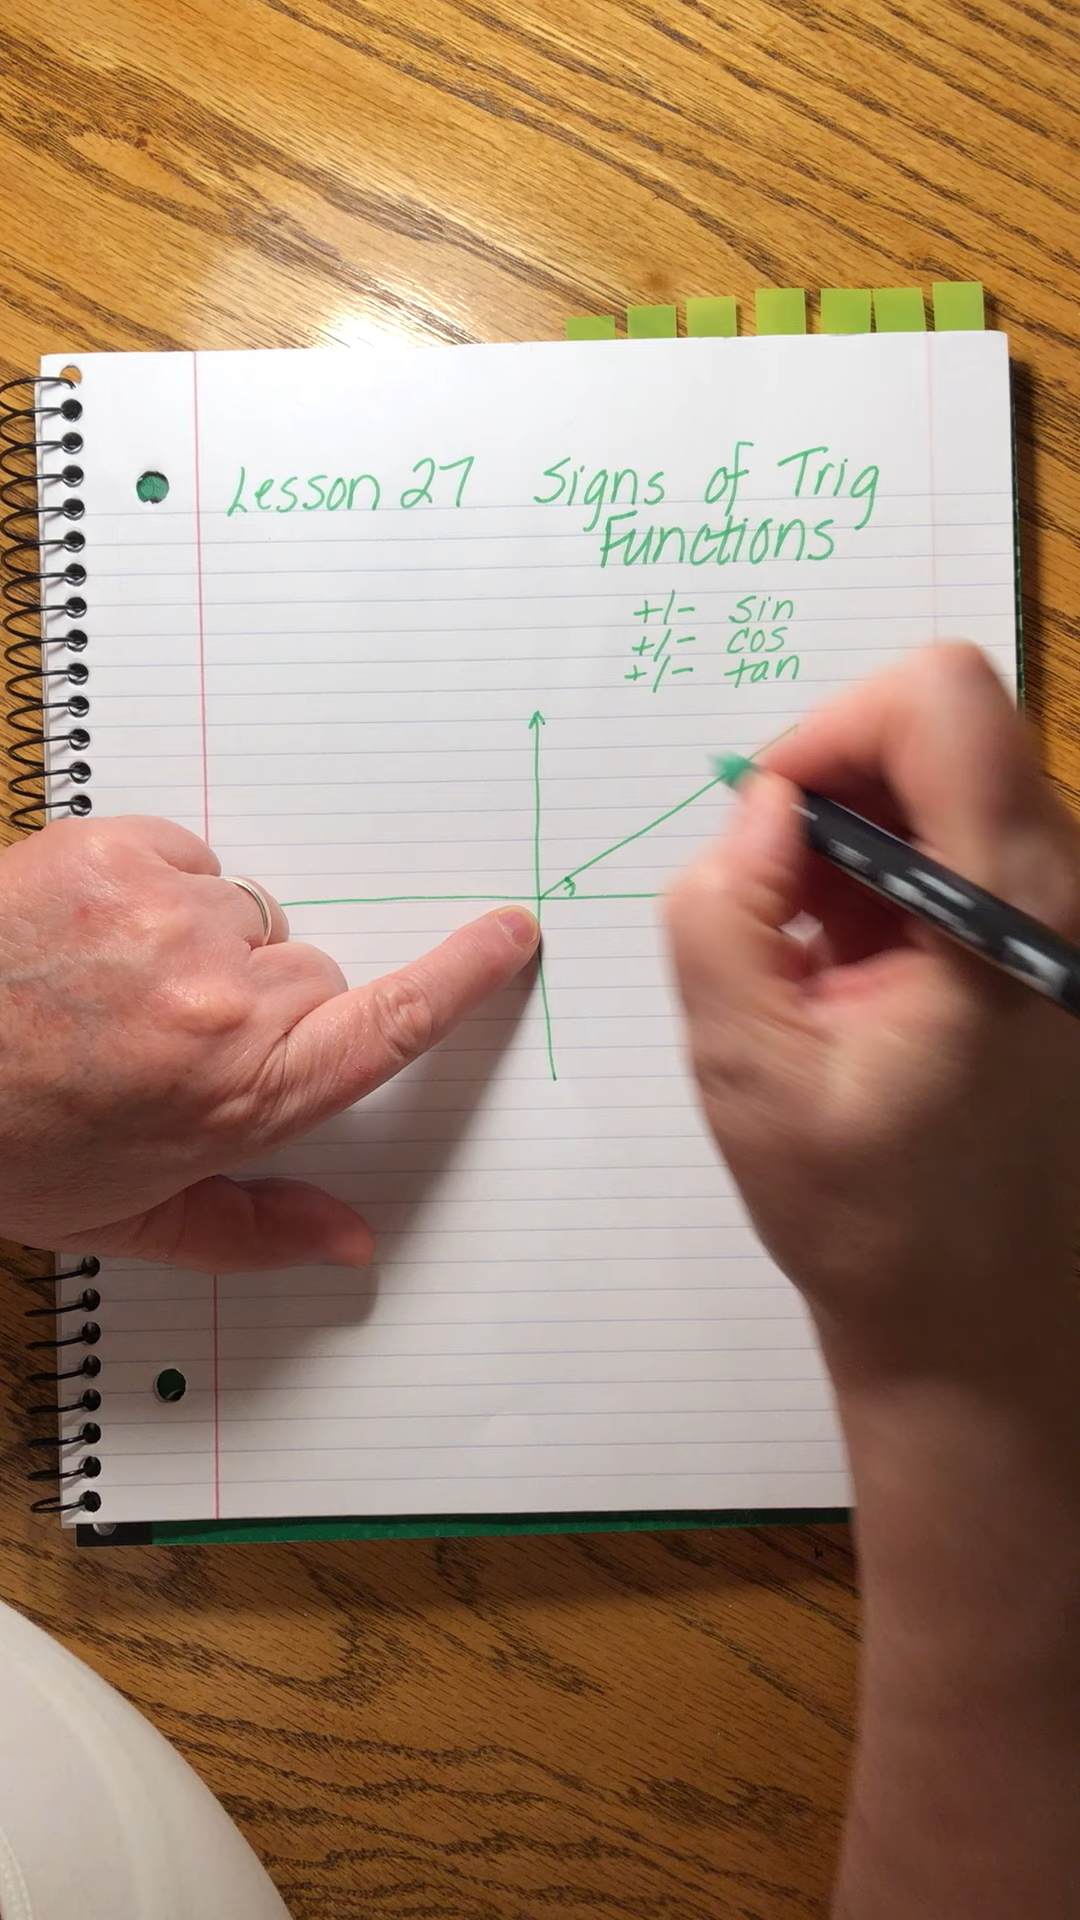 Lesson 27 Signs of Trig
Functions
+/- sin
+/- cos
+/- tan